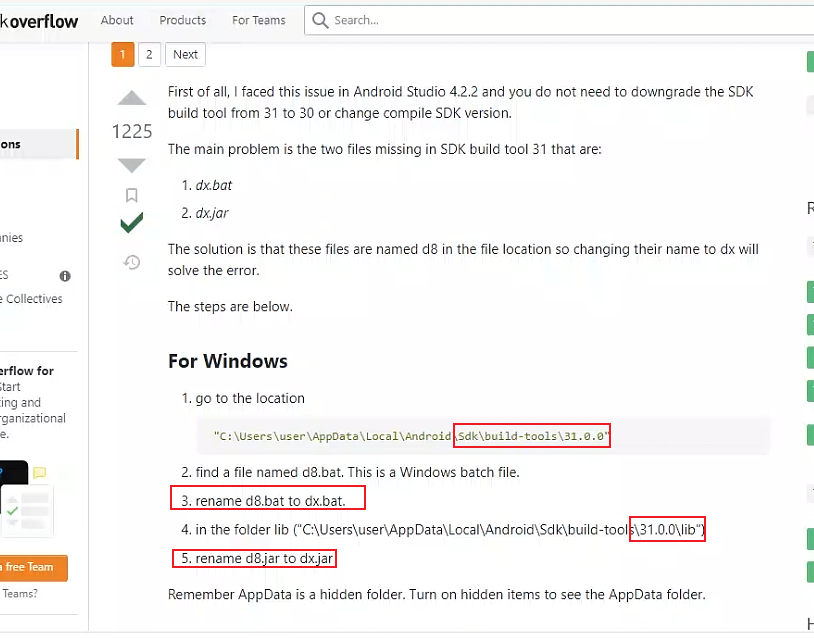 koverflow About Products For Teams Search...
1 2 Next
First of all, I faced this issue in Android Studio 4.2.2 and you do not need to downgrade the SDK
build tool from 31 to 30 or change compile SDK version.
1225
ons
The main problem is the two files missing in SDK build tool 31 that are:
1. dx.bat
2. dx.jar
nies
The solution is that these files are named d8 in the file location so changing their name to dx will
solve the error.
ES
e Collectives
The steps are below.
For Windows
erflow for
tart
ing and
rganizational
e.
1. go to the location
"C:\Users\user\AppData\Local\Android\Sdk\build-tools\31.0.0"
2. find a file named d8.bat. This is a Windows batch file.
3. rename d8.bat to dx.bat.
4. in the folder lib ("C:\Users\user\AppData\Local\Android\Sdk\build-tools\31.0.0\lib")
5. rename d8.jar to dx.jar
a free Team
Teams?
Remember AppData is a hidden folder. Turn on hidden items to see the AppData folder.